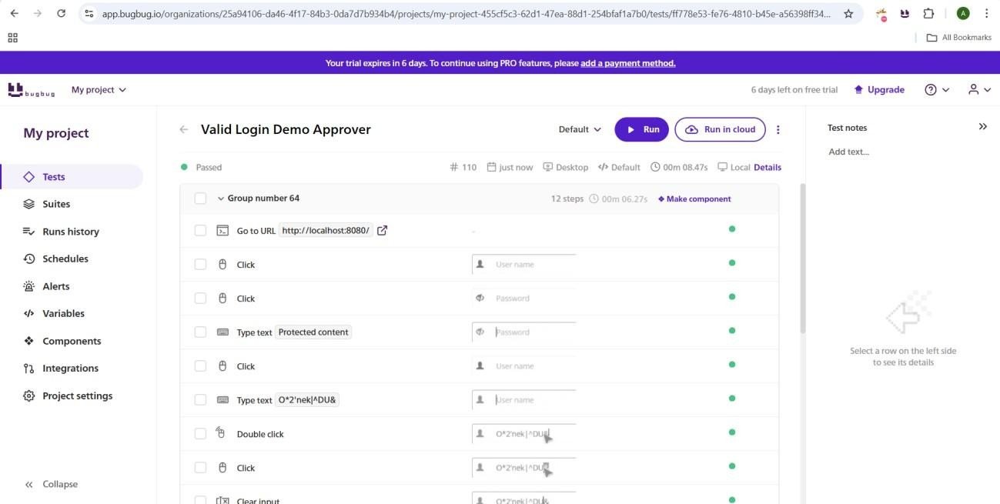 app.bugbug.io/organizations/25a94106-da46-4f17-84b3-0da7d7b934b4/projects/my-project-455cf5c3-62d1-47ea-88d1-254bfaf1a7b0/tests/ff778e53-fe76-4810-b45e-a56398ff34...
A
All Bookmarks
Your trial expires in 6 days. To continue using PRO features, please add a payment method.
bugbug
My project
6 days left on free trial
Upgrade
My project
Tests
Suites
Runs history
Schedules
Alerts
Variables
Components
Integrations
Project settings
Collapse
Valid Login Demo Approver
Default
Run
Run in cloud
Passed
# 110 just now Desktop Default 00m 08.47s Local Details
Group number 64
12 steps 00m 06.27s Make component
Go to URL http://localhost:8080/ -
Click User name
Click Password
Type text Protected content Password
Click User name
Type text O*2'nek|^DU& User name
Double click O*2'nek|^DU&
Click O*2'nek|^DU&
Clear input O*2'nek|^DU&
Test notes
Add text...
Select a row on the left side
to see its details